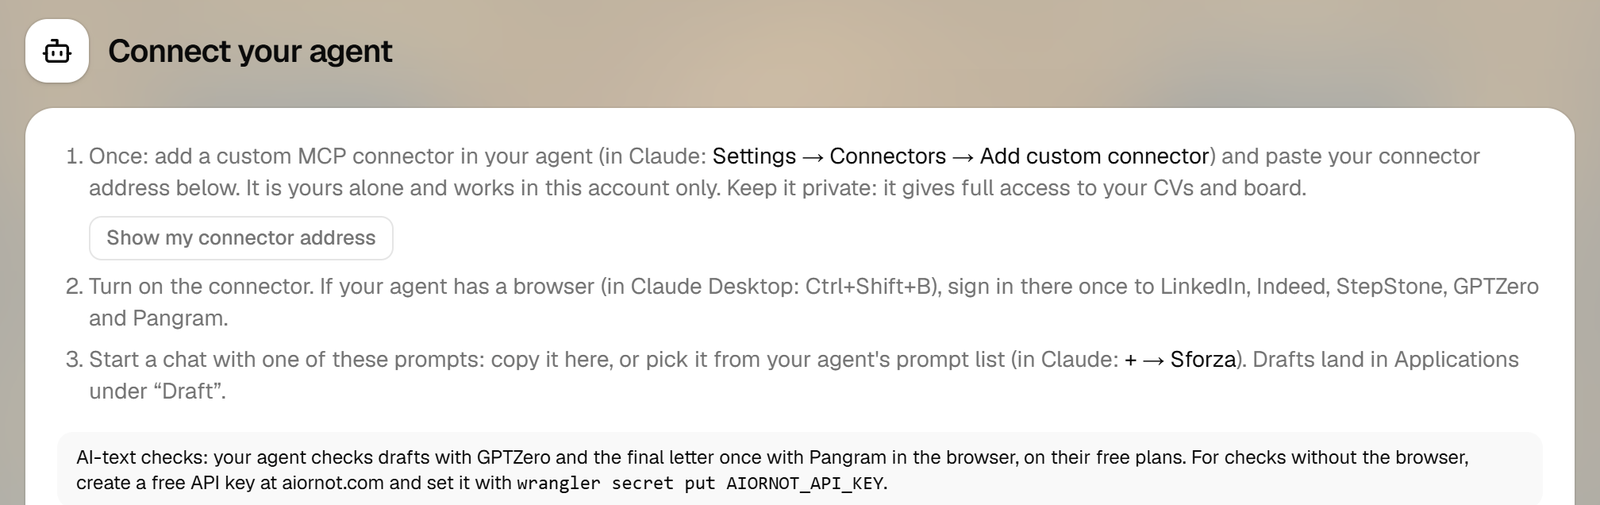 Connect your agent
1. Once: add a custom MCP connector in your agent (in Claude: Settings → Connectors → Add custom connector) and paste your connector
address below. It is yours alone and works in this account only. Keep it private: it gives full access to your CVs and board.
Show my connector address
2. Turn on the connector. If your agent has a browser (in Claude Desktop: Ctrl+Shift+B), sign in there once to LinkedIn, Indeed, StepStone, GPTZero
and Pangram.
3. Start a chat with one of these prompts: copy it here, or pick it from your agent's prompt list (in Claude: + → Sforza). Drafts land in Applications
under “Draft”.
AI-text checks: your agent checks drafts with GPTZero and the final letter once with Pangram in the browser, on their free plans. For checks without the browser,
create a free API key at aiornot.com and set it with wrangler secret put AIORNOT_API_KEY.